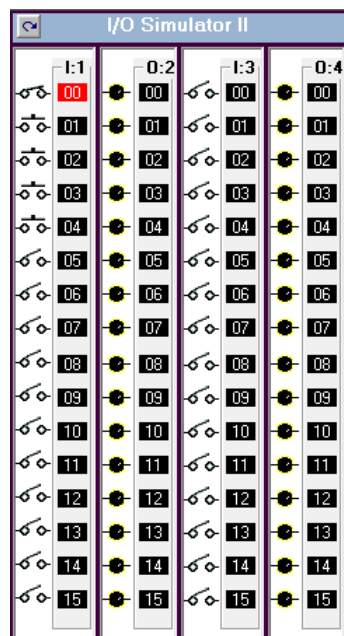 I/O Simulator II
I:1 O:2 I:3 O:4
00 00 00 00
01 01 01 01
02 02 02 02
03 03 03 03
04 04 04 04
05 05 05 05
06 06 06 06
07 07 07 07
08 08 08 08
09 09 09 09
10 10 10 10
11 11 11 11
12 12 12 12
13 13 13 13
14 14 14 14
15 15 15 15